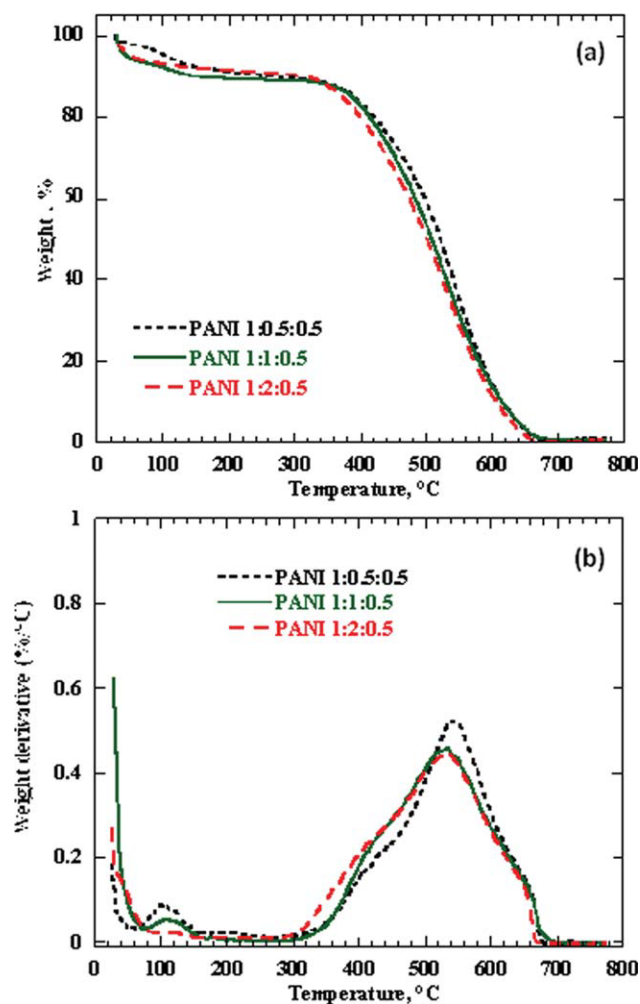 (a)
100
80
60
40
20
0
Weight, %
PANI 1:0.5:0.5
PANI 1:1:0.5
PANI 1:2:0.5
0 100 200 300 400 500 600 700 800
Temperature, °C
(b)
1
0.8
0.6
0.4
0.2
0
Weight derivative (%/°C)
PANI 1:0.5:0.5
PANI 1:1:0.5
PANI 1:2:0.5
0 100 200 300 400 500 600 700 800
Temperature, °C